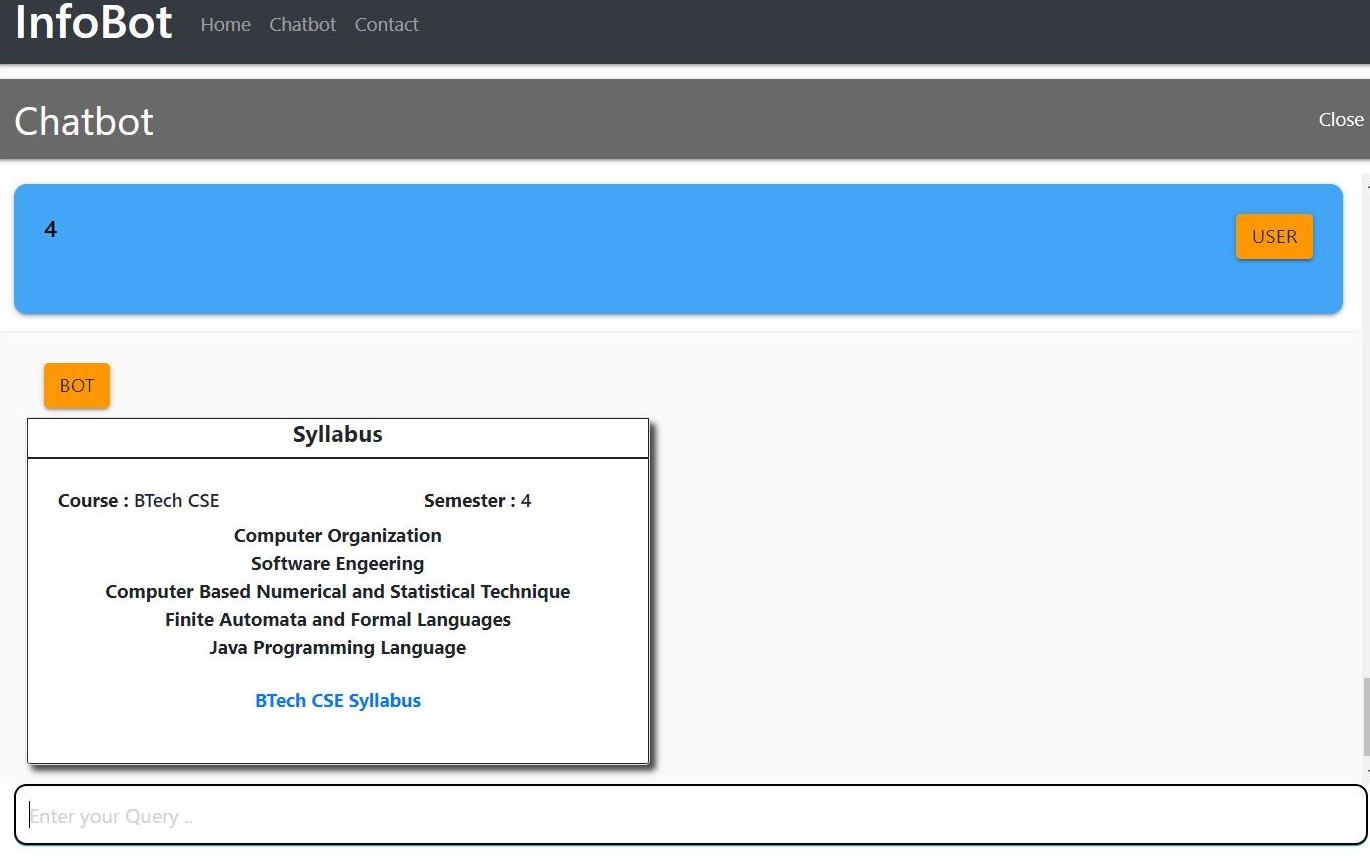 InfoBot Home Chatbot Contact
Chatbot Close
4 USER
BOT
Syllabus
Course : BTech CSE Semester : 4
Computer Organization
Software Engeering
Computer Based Numerical and Statistical Technique
Finite Automata and Formal Languages
Java Programming Language
BTech CSE Syllabus
Enter your Query ..